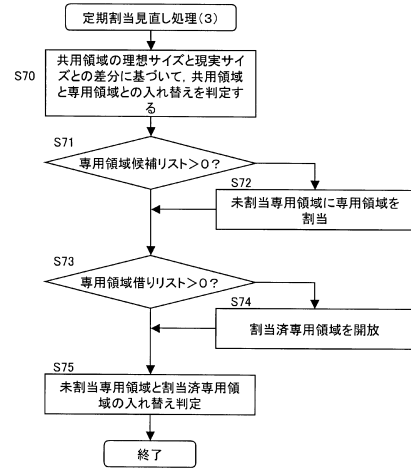 定期割当見直し処理(3)
S70
共用領域の理想サイズと現実サイ
ズとの差分に基づいて,共用領域
と専用領域との入れ替えを判定す
る
S71
専用領域候補リスト>0?
S72
未割当専用領域に専用領域を
割当
S73
専用領域借りリスト>0?
S74
割当済専用領域を開放
S75
未割当専用領域と割当済専用領
域の入れ替え判定
終了